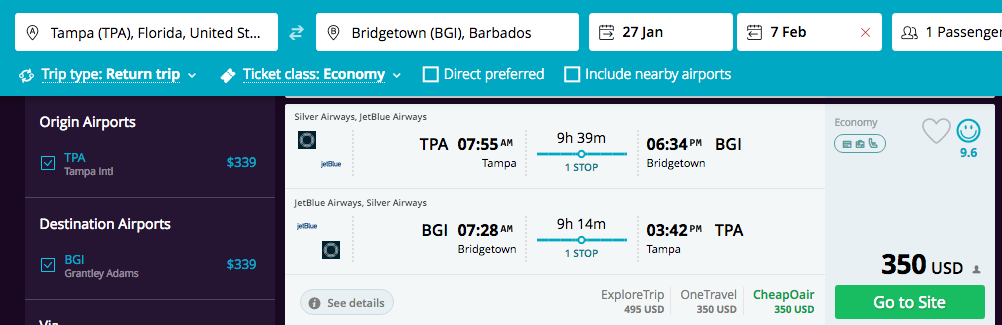 Tampa (TPA), Florida, United St...
Bridgetown (BGI), Barbados
27 Jan
7 Feb
1 Passenger
Trip type: Return trip
Ticket class: Economy
Direct preferred
Include nearby airports
Origin Airports
TPA
$339
Tampa Intl
Destination Airports
BGI
$339
Grantley Adams
Silver Airways, JetBlue Airways
jetBlue
TPA 07:55 AM
Tampa
9h 39m
1 STOP
06:34 PM BGI
Bridgetown
JetBlue Airways, Silver Airways
jetBlue
BGI 07:28 AM
Bridgetown
9h 14m
1 STOP
03:42 PM TPA
Tampa
See details
ExploreTrip
495 USD
OneTravel
350 USD
CheapOair
350 USD
Economy
9.6
350 USD
Go to Site